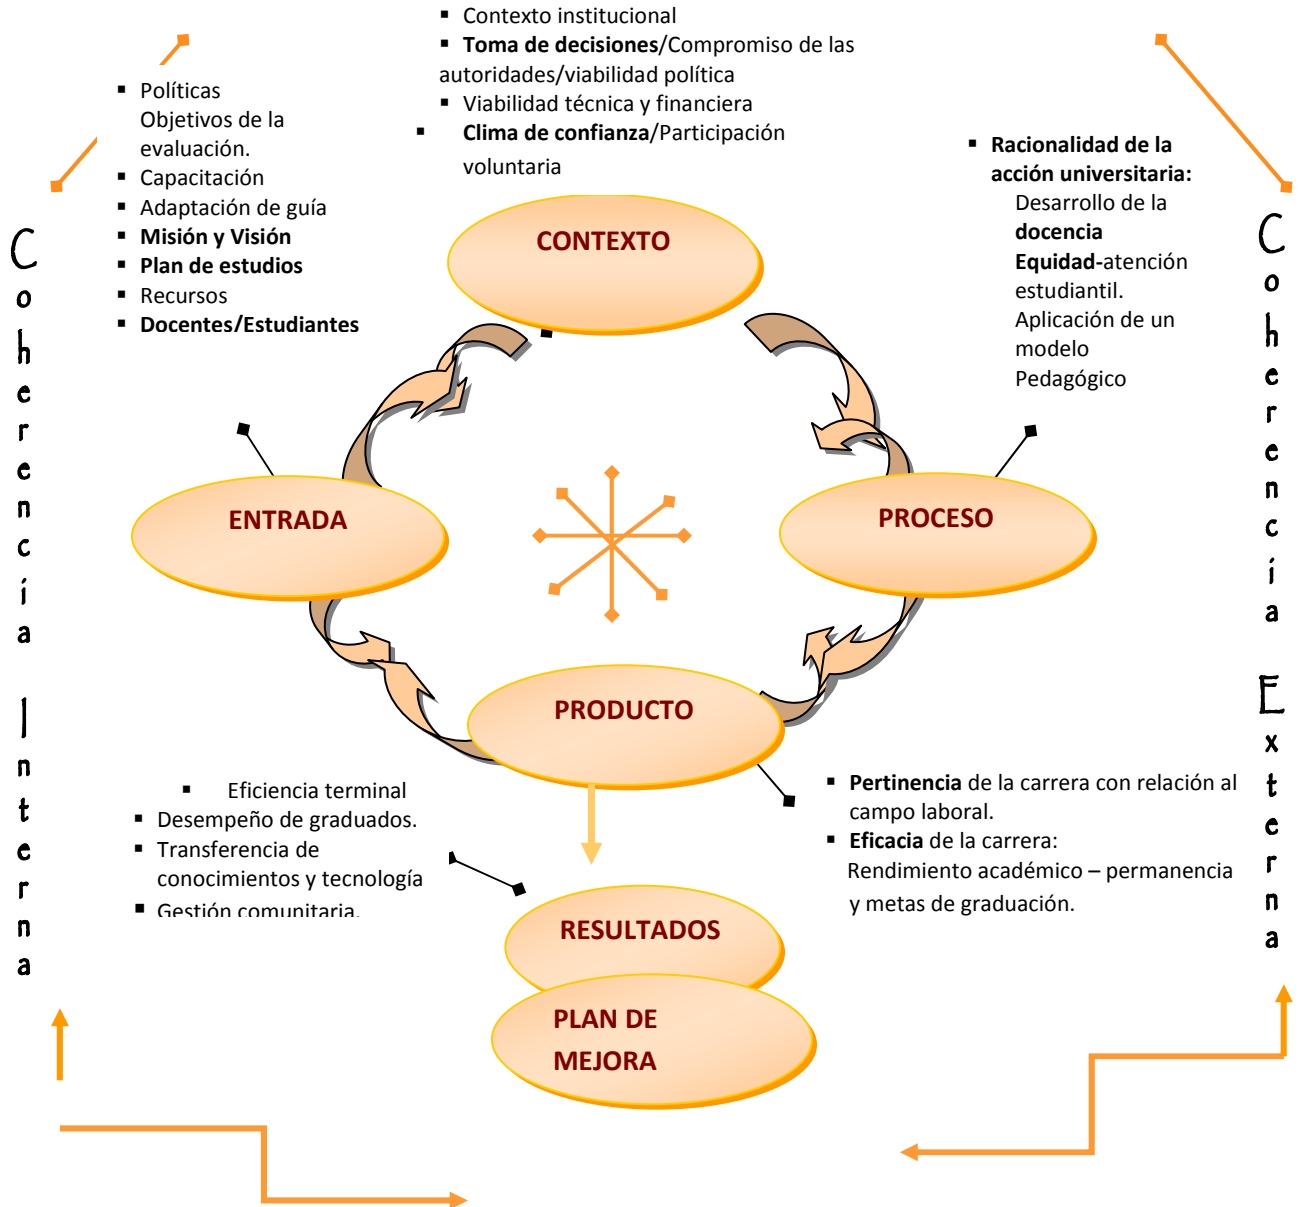 ▪ Contexto institucional
▪ Toma de decisiones/Compromiso de las
autoridades/viabilidad política
▪ Viabilidad técnica y financiera
▪ Clima de confianza/Participación
voluntaria
▪ Políticas
Objetivos de la
evaluación.
▪ Capacitación
▪ Adaptación de guía
▪ Misión y Visión
▪ Plan de estudios
▪ Recursos
▪ Docentes/Estudiantes
▪ Racionalidad de la
acción universitaria:
Desarrollo de la
docencia
Equidad-atención
estudiantil.
Aplicación de un
modelo
Pedagógico
Coherencia Interna
CONTEXTO
ENTRADA
PROCESO
PRODUCTO
Coherencia Externa
▪ Eficiencia terminal
▪ Desempeño de graduados.
▪ Transferencia de
conocimientos y tecnología
▪ Gestión comunitaria.
▪ Pertinencia de la carrera con relación al
campo laboral.
▪ Eficacia de la carrera:
Rendimiento académico – permanencia
y metas de graduación.
RESULTADOS
PLAN DE
MEJORA